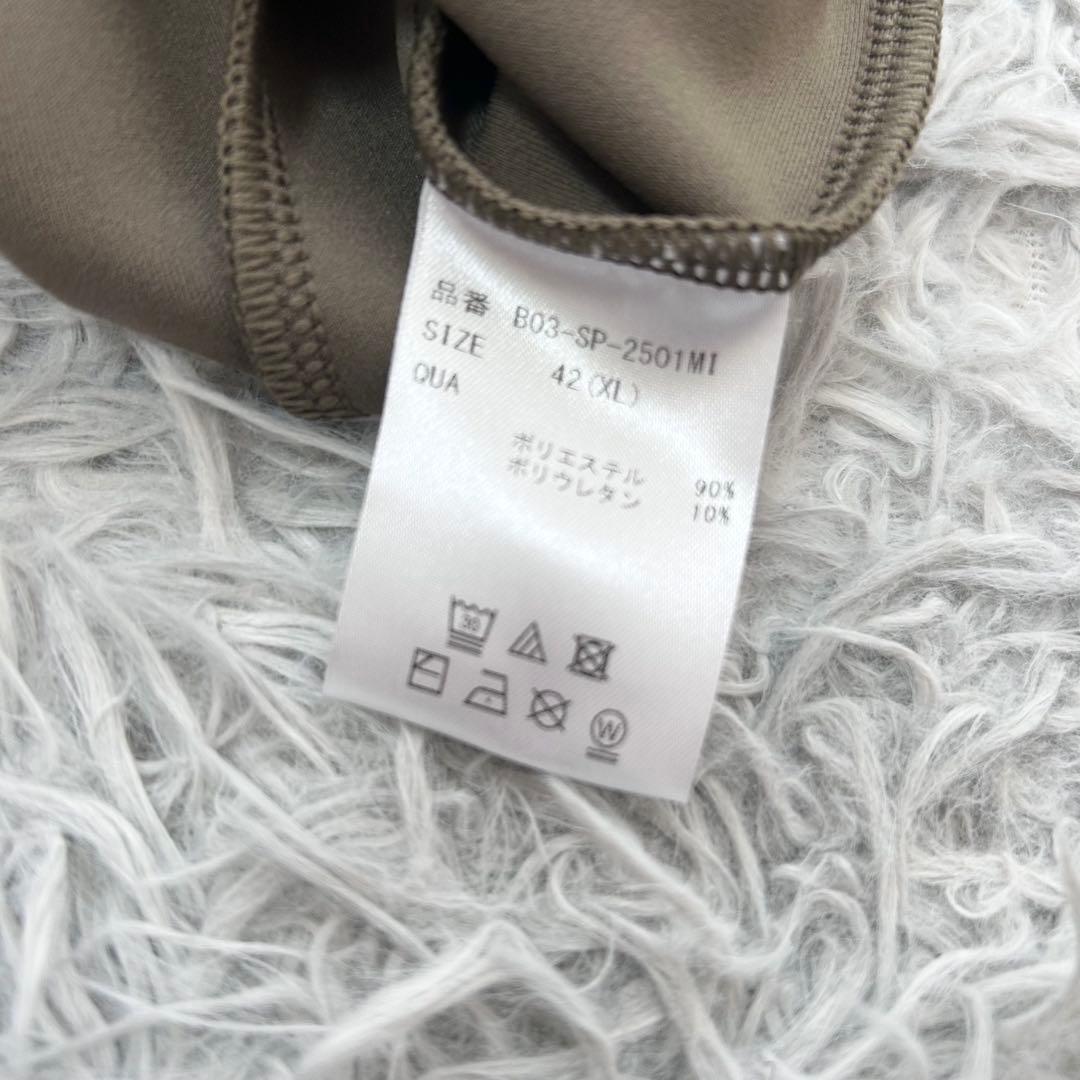 品番 B03-SP-2501MI
SIZE 42(XL)
QUA
ポリエステル 90%
ポリウレタン 10%
30
W